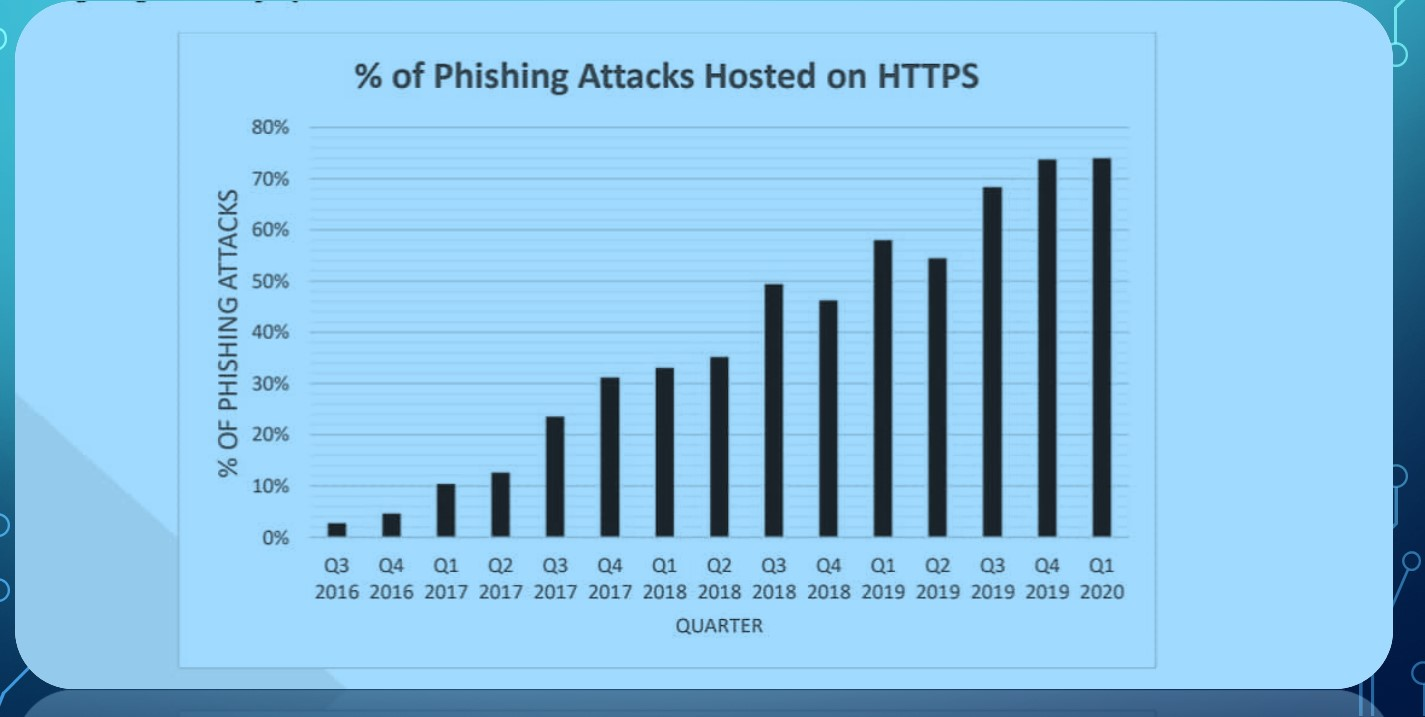 % of Phishing Attacks Hosted on HTTPS
80%
70%
60%
50%
40%
30%
20%
10%
0%
% OF PHISHING ATTACKS
Q3 Q4 Q1 Q2 Q3 Q4 Q1 Q2 Q3 Q4 Q1 Q2 Q3 Q4 Q1
2016 2016 2017 2017 2017 2017 2018 2018 2018 2018 2019 2019 2019 2019 2020
QUARTER